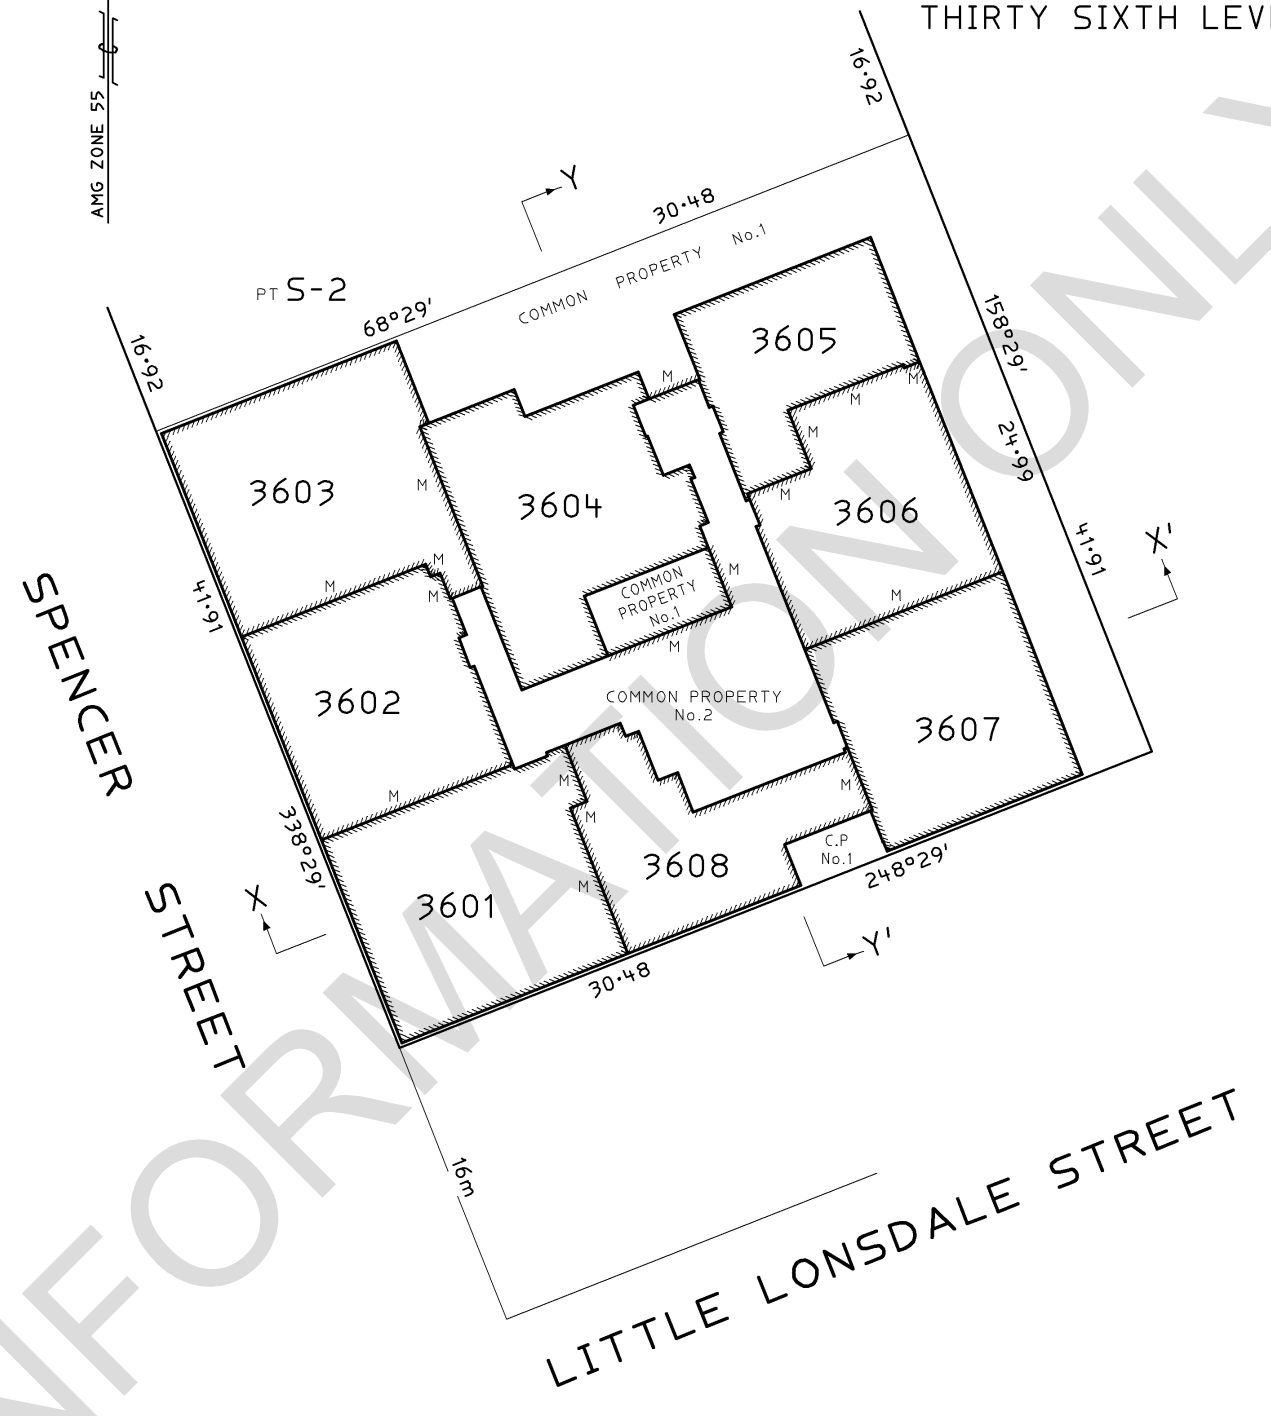 THIRTY SIXTH LEV
AMG ZONE 55
16·92
Y
30·48
COMMON PROPERTY No.1
PT S-2
68°29'
16·92
158°29'
3605
M
M
M
M
24·99
3603
M
3604
M
3606
41·91
X'
M
M
M
M
COMMON
PROPERTY
No.1
M
M
41·91
SPENCER
STREET
3602
COMMON PROPERTY
No.2
3607
M
M
M
M
338°29'
C.P
No.1
3608
248°29'
M
X
3601
Y'
30·48
16m
LITTLE LONSDALE STREET
INFORMATION ONLY